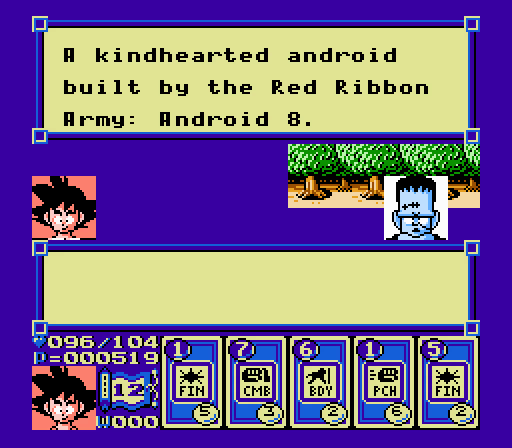 A kindhearted android
built by the Red Ribbon
Army: Android 8.
096/104
P=000519
12
W000
1 7 6 1 5
FIN CMB BDY PCH FIN
5 3 2 6 2